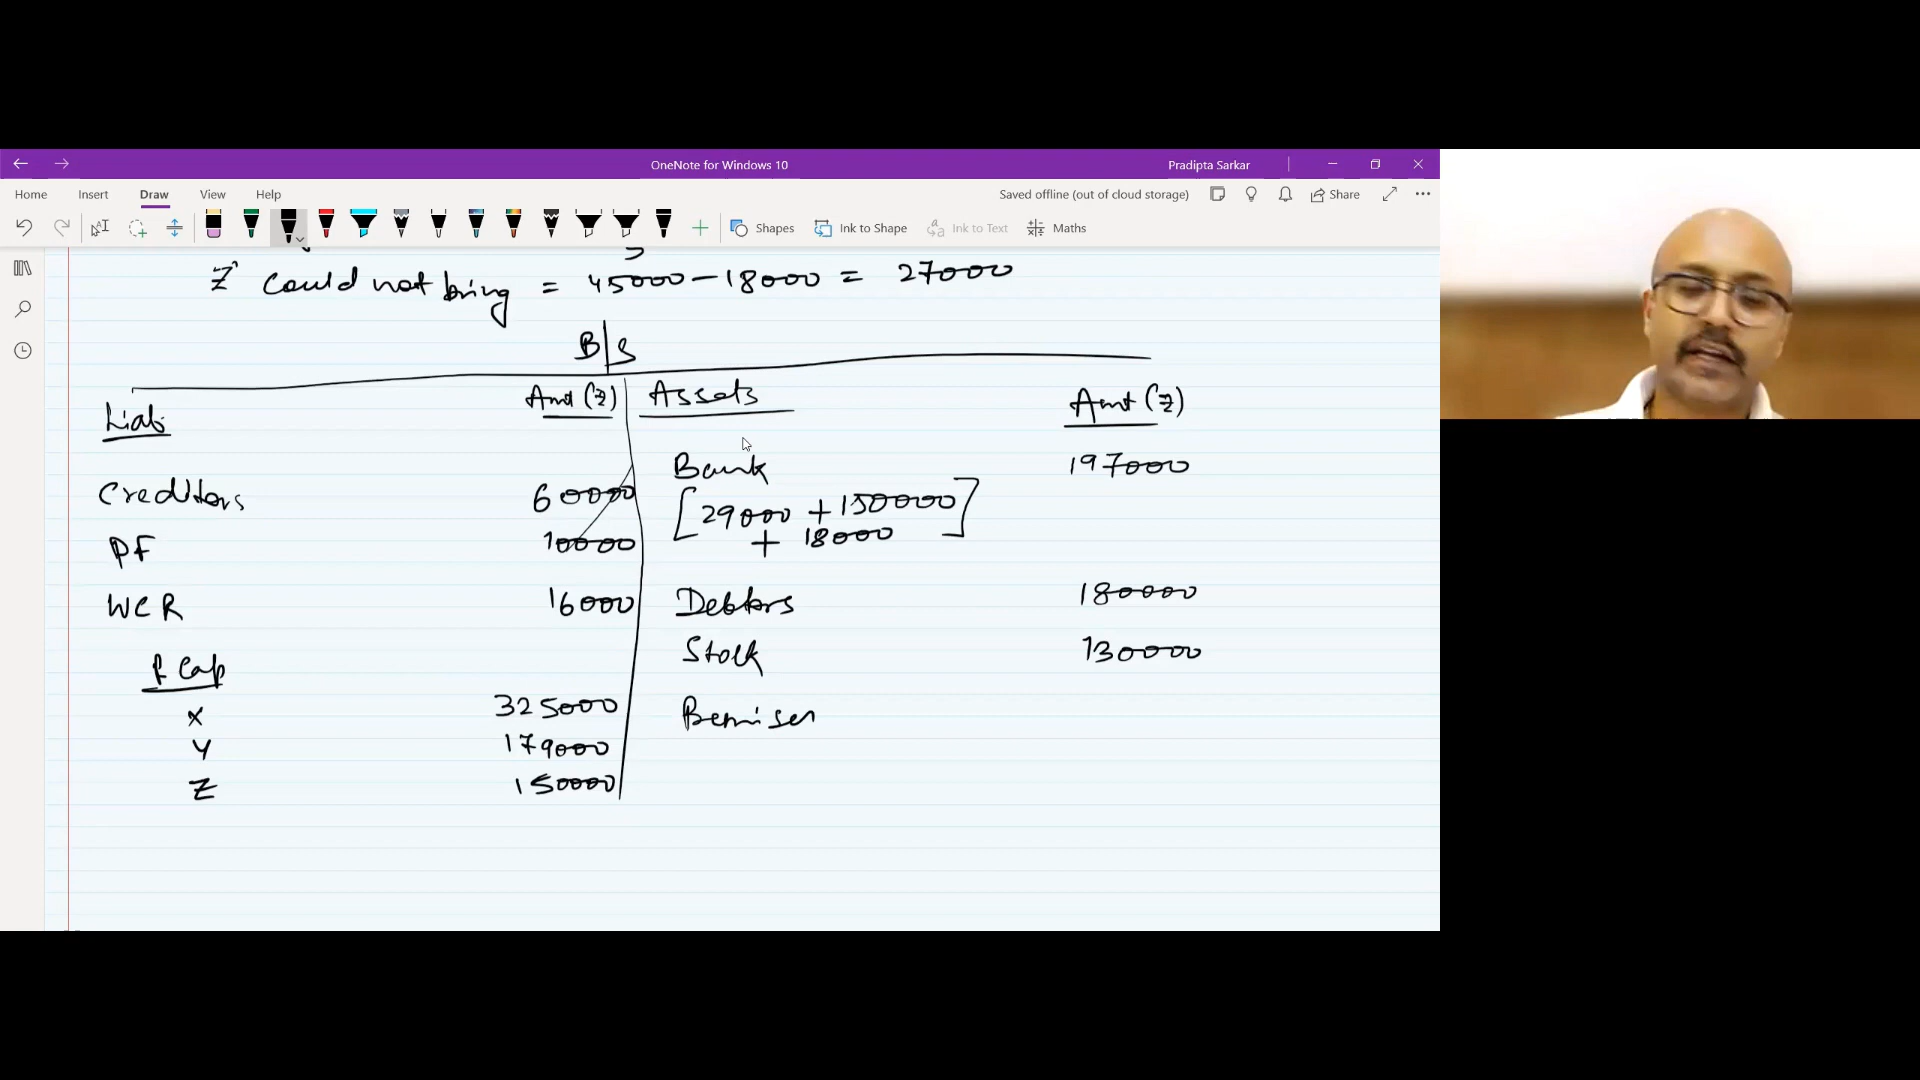 OneNote for Windows 10
Pradipta Sarkar
Home Insert Draw View Help
Saved offline (out of cloud storage) Share
Shapes Ink to Shape Ink to Text Maths
Z could not bring = 45000 - 18000 = 27000
B/S
Liab Amt (₹) Assets Amt (₹)
Bank 197000
Creditors 60000 [29000 + 150000
PF 10000 + 18000]
WCR 16000 Debtors 180000
P Cap Stock 130000
X 325000 Premises
Y 179000
Z 150000